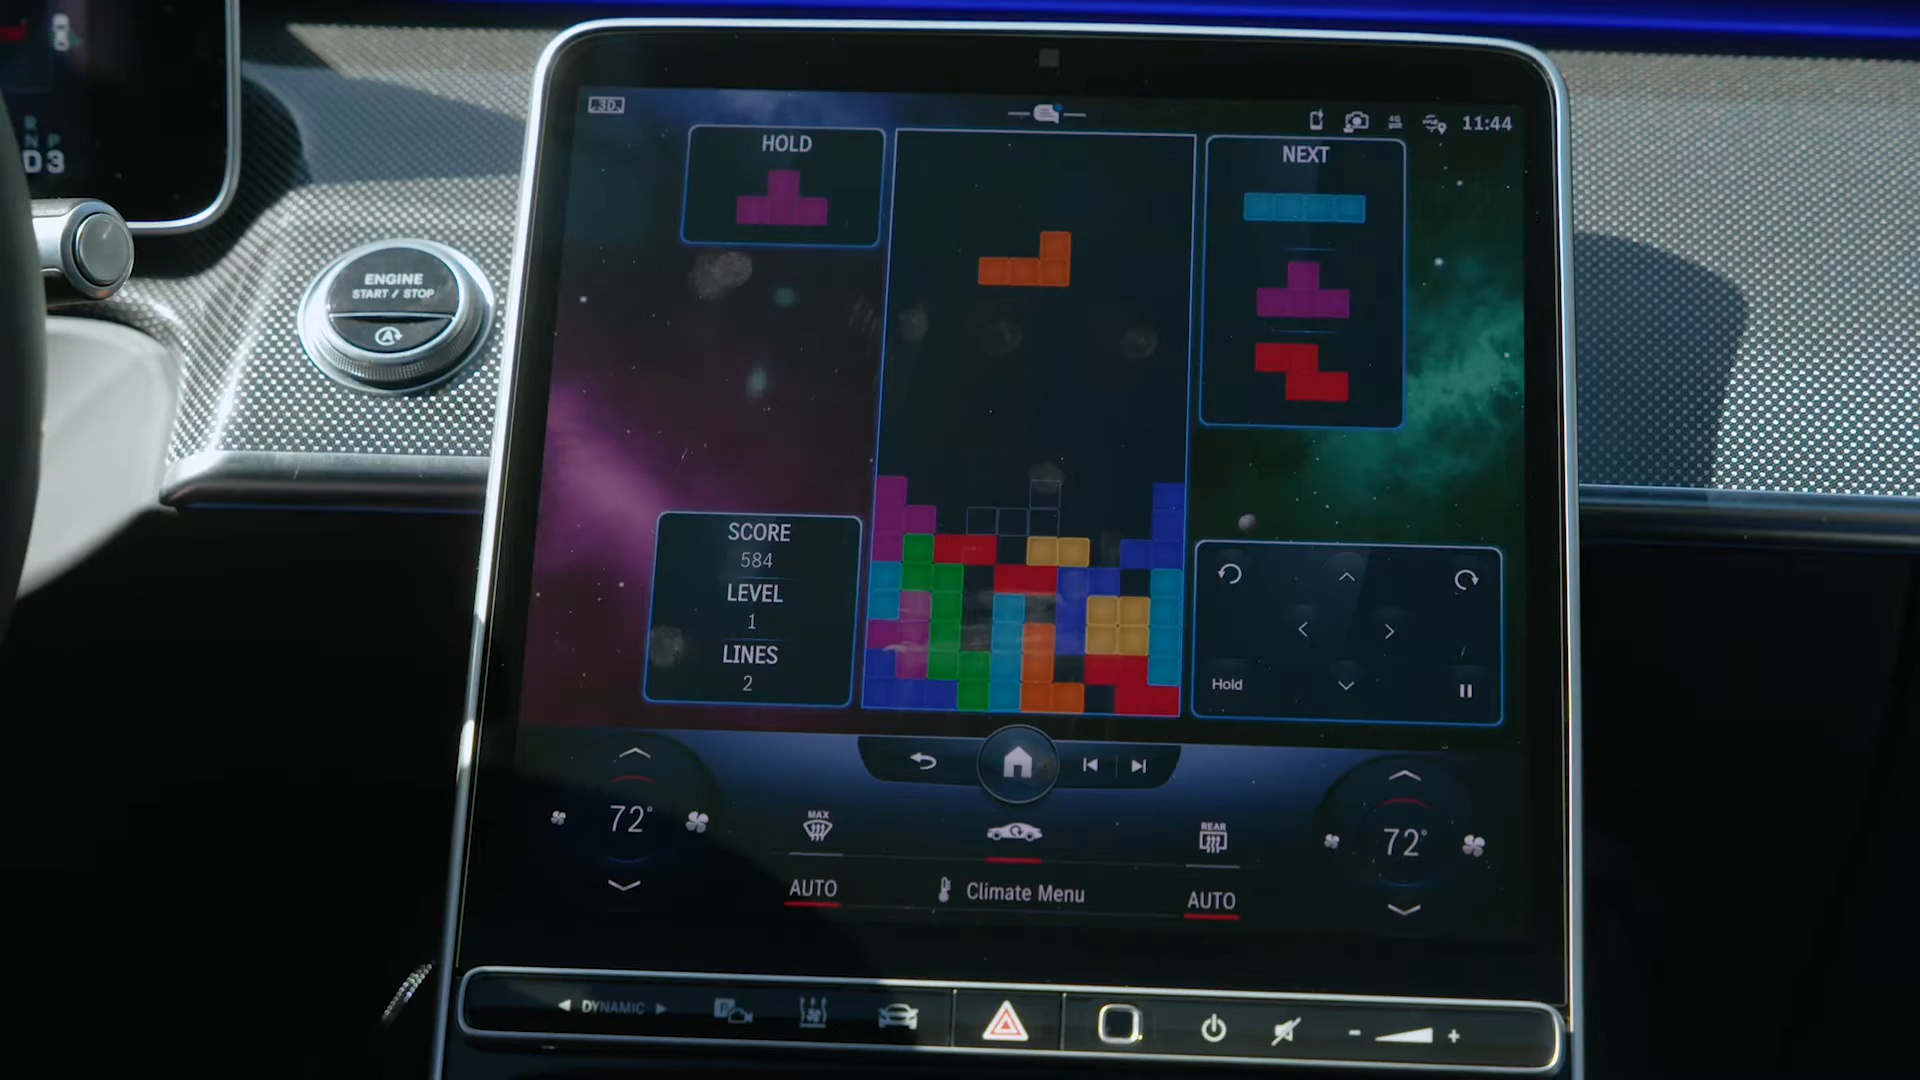 R
N P
D3
ENGINE
START / STOP
A
3D
4G
11:44
HOLD
NEXT
SCORE
584
LEVEL
1
LINES
2
Hold
72°
MAX
REAR
72°
AUTO
Climate Menu
AUTO
DYNAMIC
P
- +